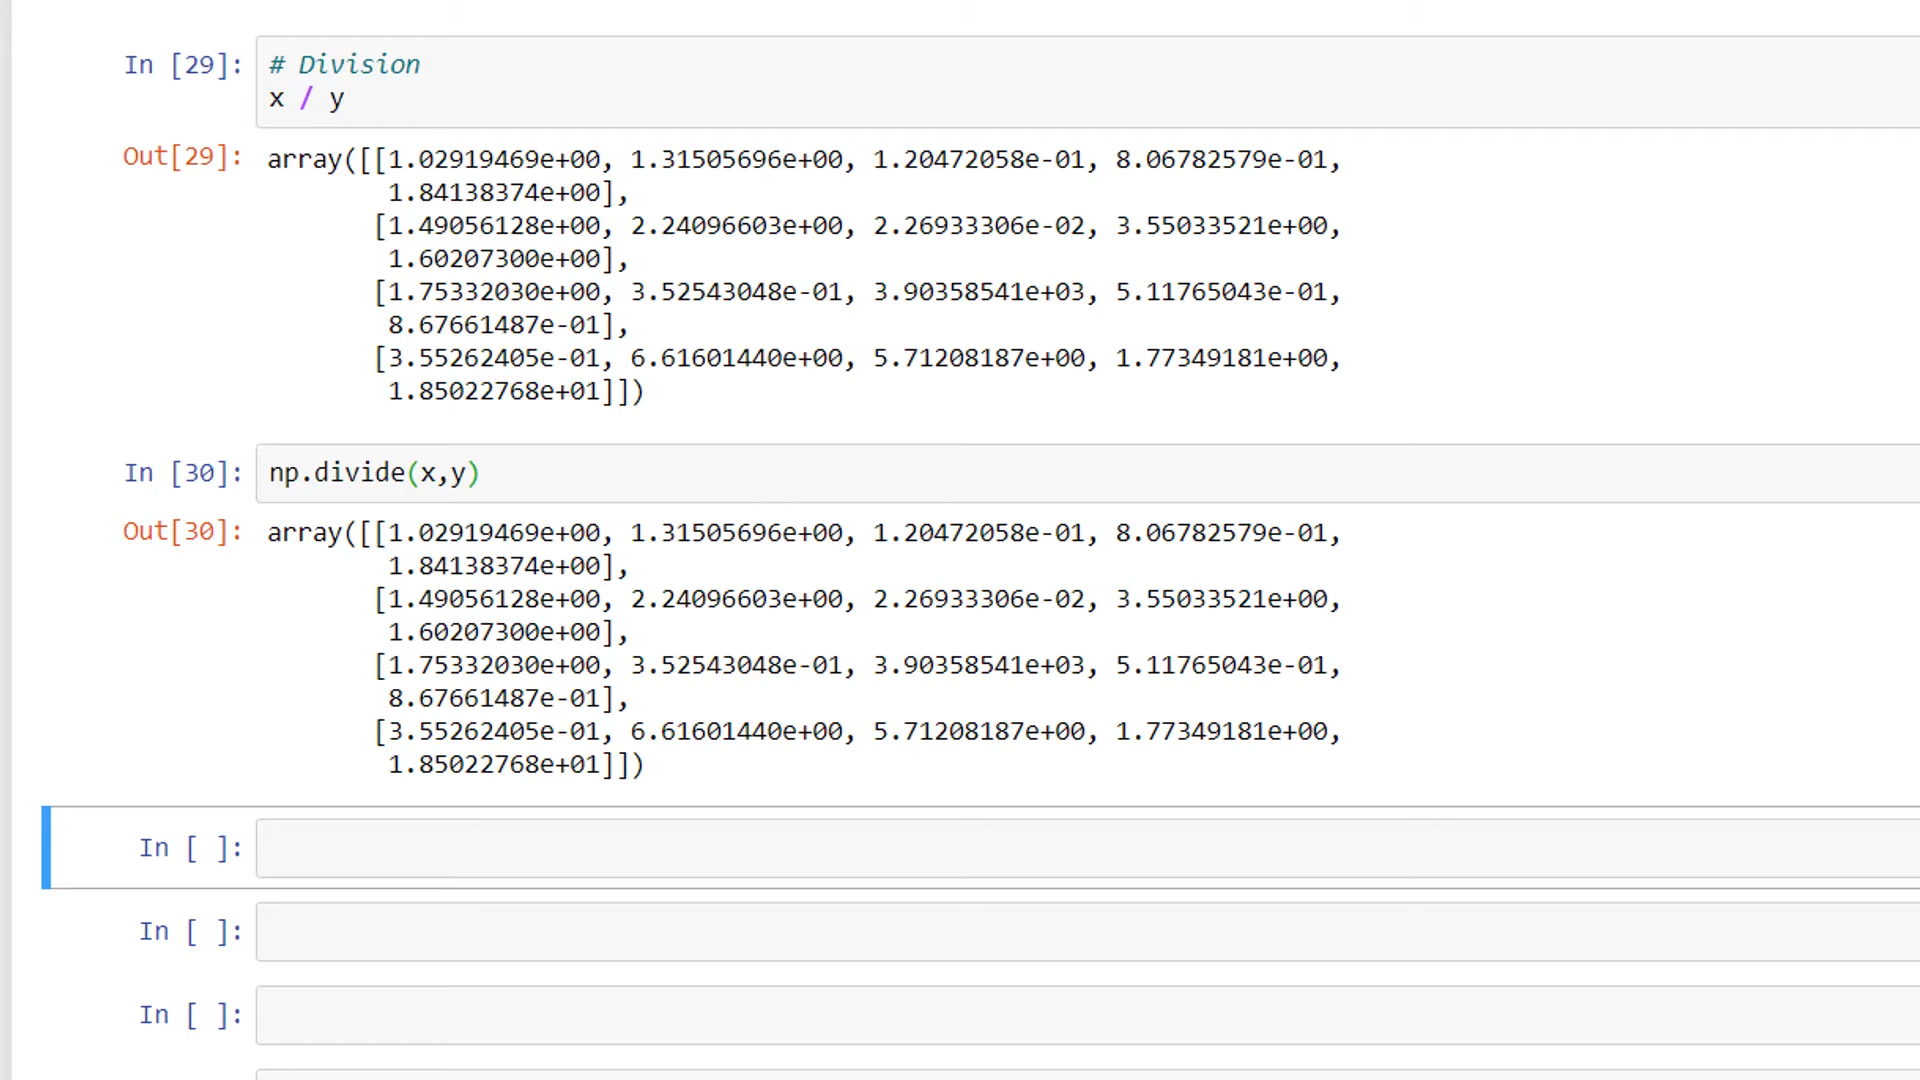 In [29]: # Division
x / y
Out[29]: array([[1.02919469e+00, 1.31505696e+00, 1.20472058e-01, 8.06782579e-01,
1.84138374e+00],
[1.49056128e+00, 2.24096603e+00, 2.26933306e-02, 3.55033521e+00,
1.60207300e+00],
[1.75332030e+00, 3.52543048e-01, 3.90358541e+03, 5.11765043e-01,
8.67661487e-01],
[3.55262405e-01, 6.61601440e+00, 5.71208187e+00, 1.77349181e+00,
1.85022768e+01]])
In [30]: np.divide(x,y)
Out[30]: array([[1.02919469e+00, 1.31505696e+00, 1.20472058e-01, 8.06782579e-01,
1.84138374e+00],
[1.49056128e+00, 2.24096603e+00, 2.26933306e-02, 3.55033521e+00,
1.60207300e+00],
[1.75332030e+00, 3.52543048e-01, 3.90358541e+03, 5.11765043e-01,
8.67661487e-01],
[3.55262405e-01, 6.61601440e+00, 5.71208187e+00, 1.77349181e+00,
1.85022768e+01]])
In [ ]:
In [ ]:
In [ ]: